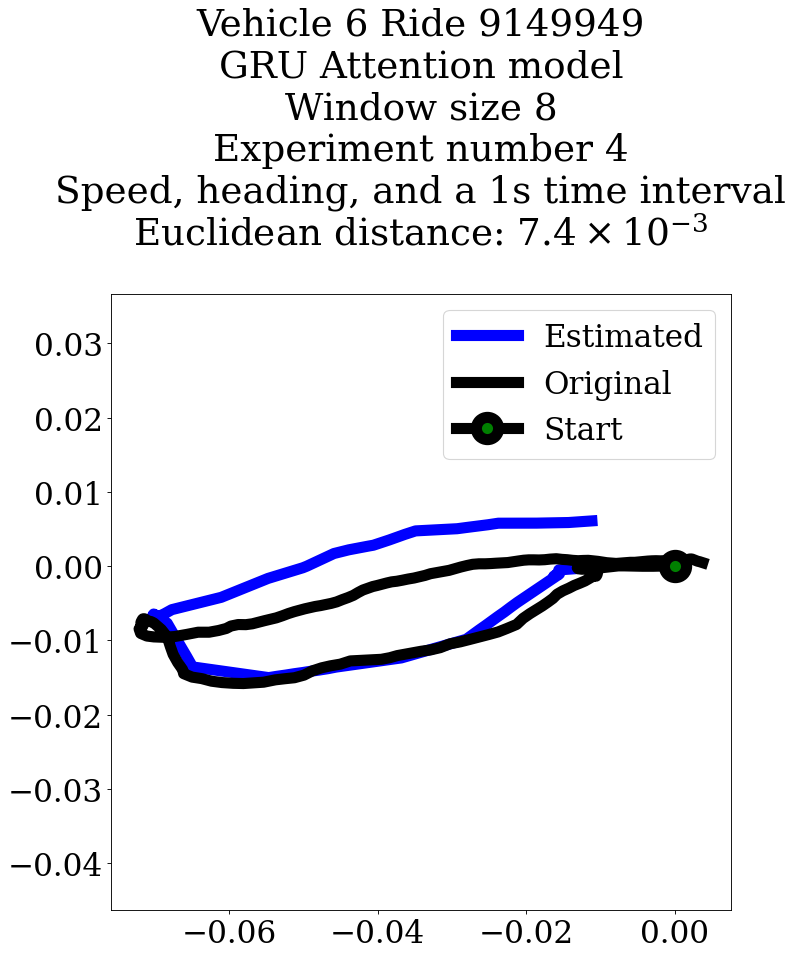 Vehicle 6 Ride 9149949
GRU Attention model
Window size 8
Experiment number 4
Speed, heading, and a 1s time interval
Euclidean distance: 7.4 × 10⁻³
Estimated
Original
Start
0.03
0.02
0.01
0.00
−0.01
−0.02
−0.03
−0.04
−0.06 −0.04 −0.02 0.00